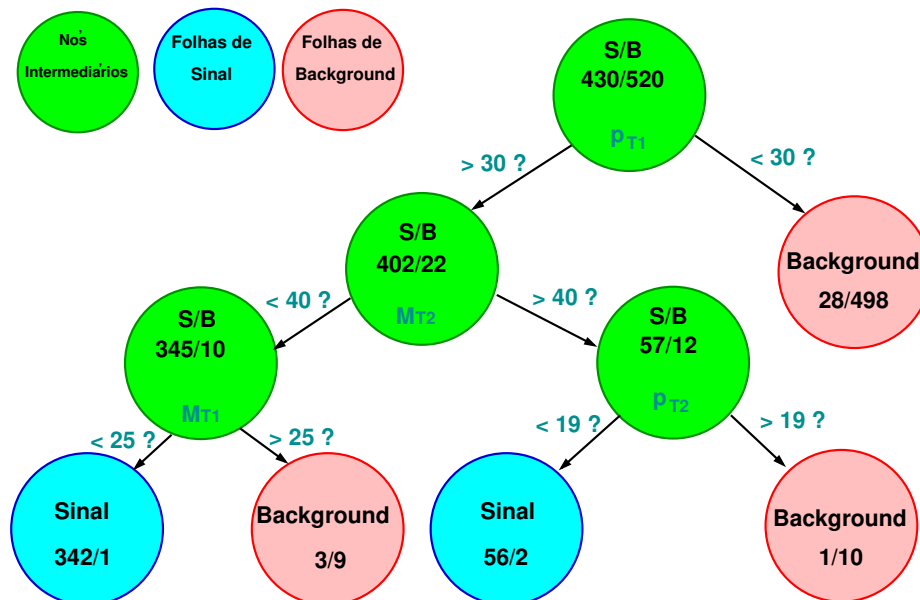 Nós
Intermediários
Folhas de
Sinal
Folhas de
Background
S/B
430/520
pT1
> 30 ?
< 30 ?
S/B
402/22
MT2
Background
28/498
< 40 ?
> 40 ?
S/B
345/10
MT1
S/B
57/12
pT2
< 25 ?
> 25 ?
< 19 ?
> 19 ?
Sinal
342/1
Background
3/9
Sinal
56/2
Background
1/10